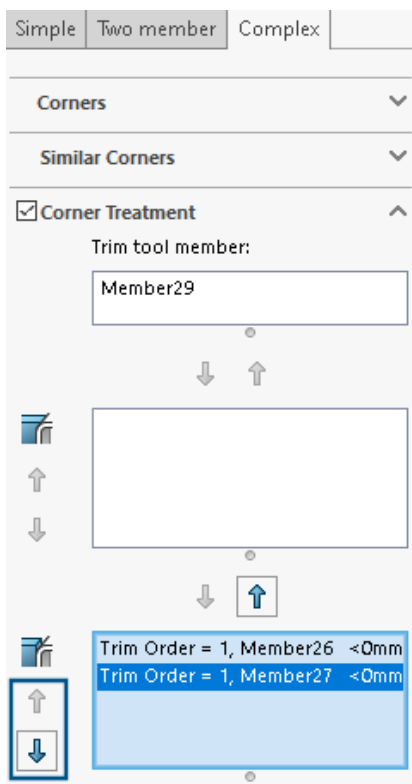 Simple Two member Complex
Corners
Similar Corners
Corner Treatment
Trim tool member:
Member29
Trim Order = 1, Member26 <0mm
Trim Order = 1, Member27 <0mm